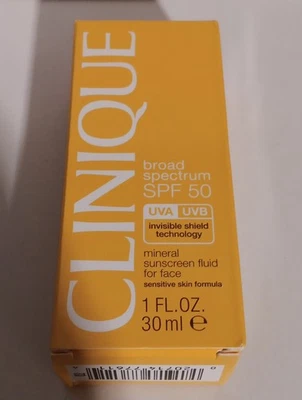 CLINIQUE
broad
spectrum
SPF 50
UVA UVB
invisible shield
technology
mineral
sunscreen fluid
for face
sensitive skin formula
1 FL.OZ.
30 ml e